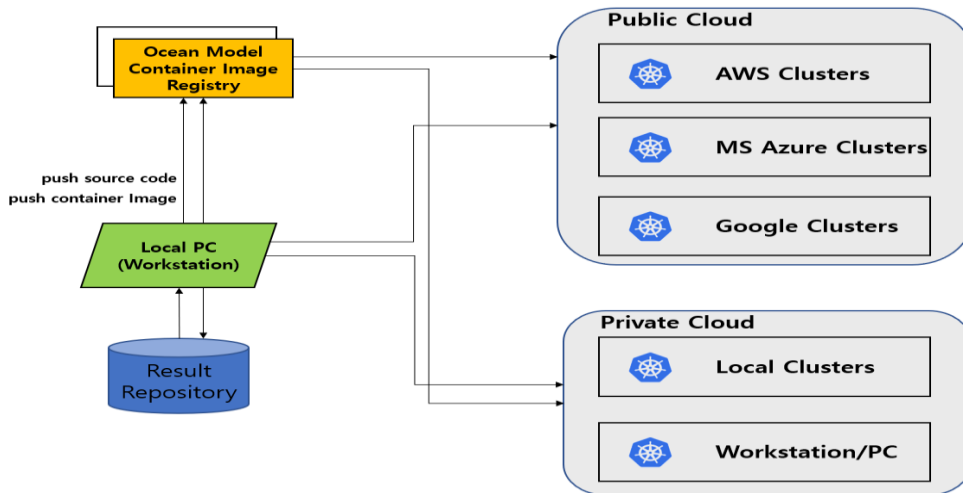 Ocean Model
Container Image
Registry
push source code
push container Image
Local PC
(Workstation)
Result
Repository
Public Cloud
AWS Clusters
MS Azure Clusters
Google Clusters
Private Cloud
Local Clusters
Workstation/PC